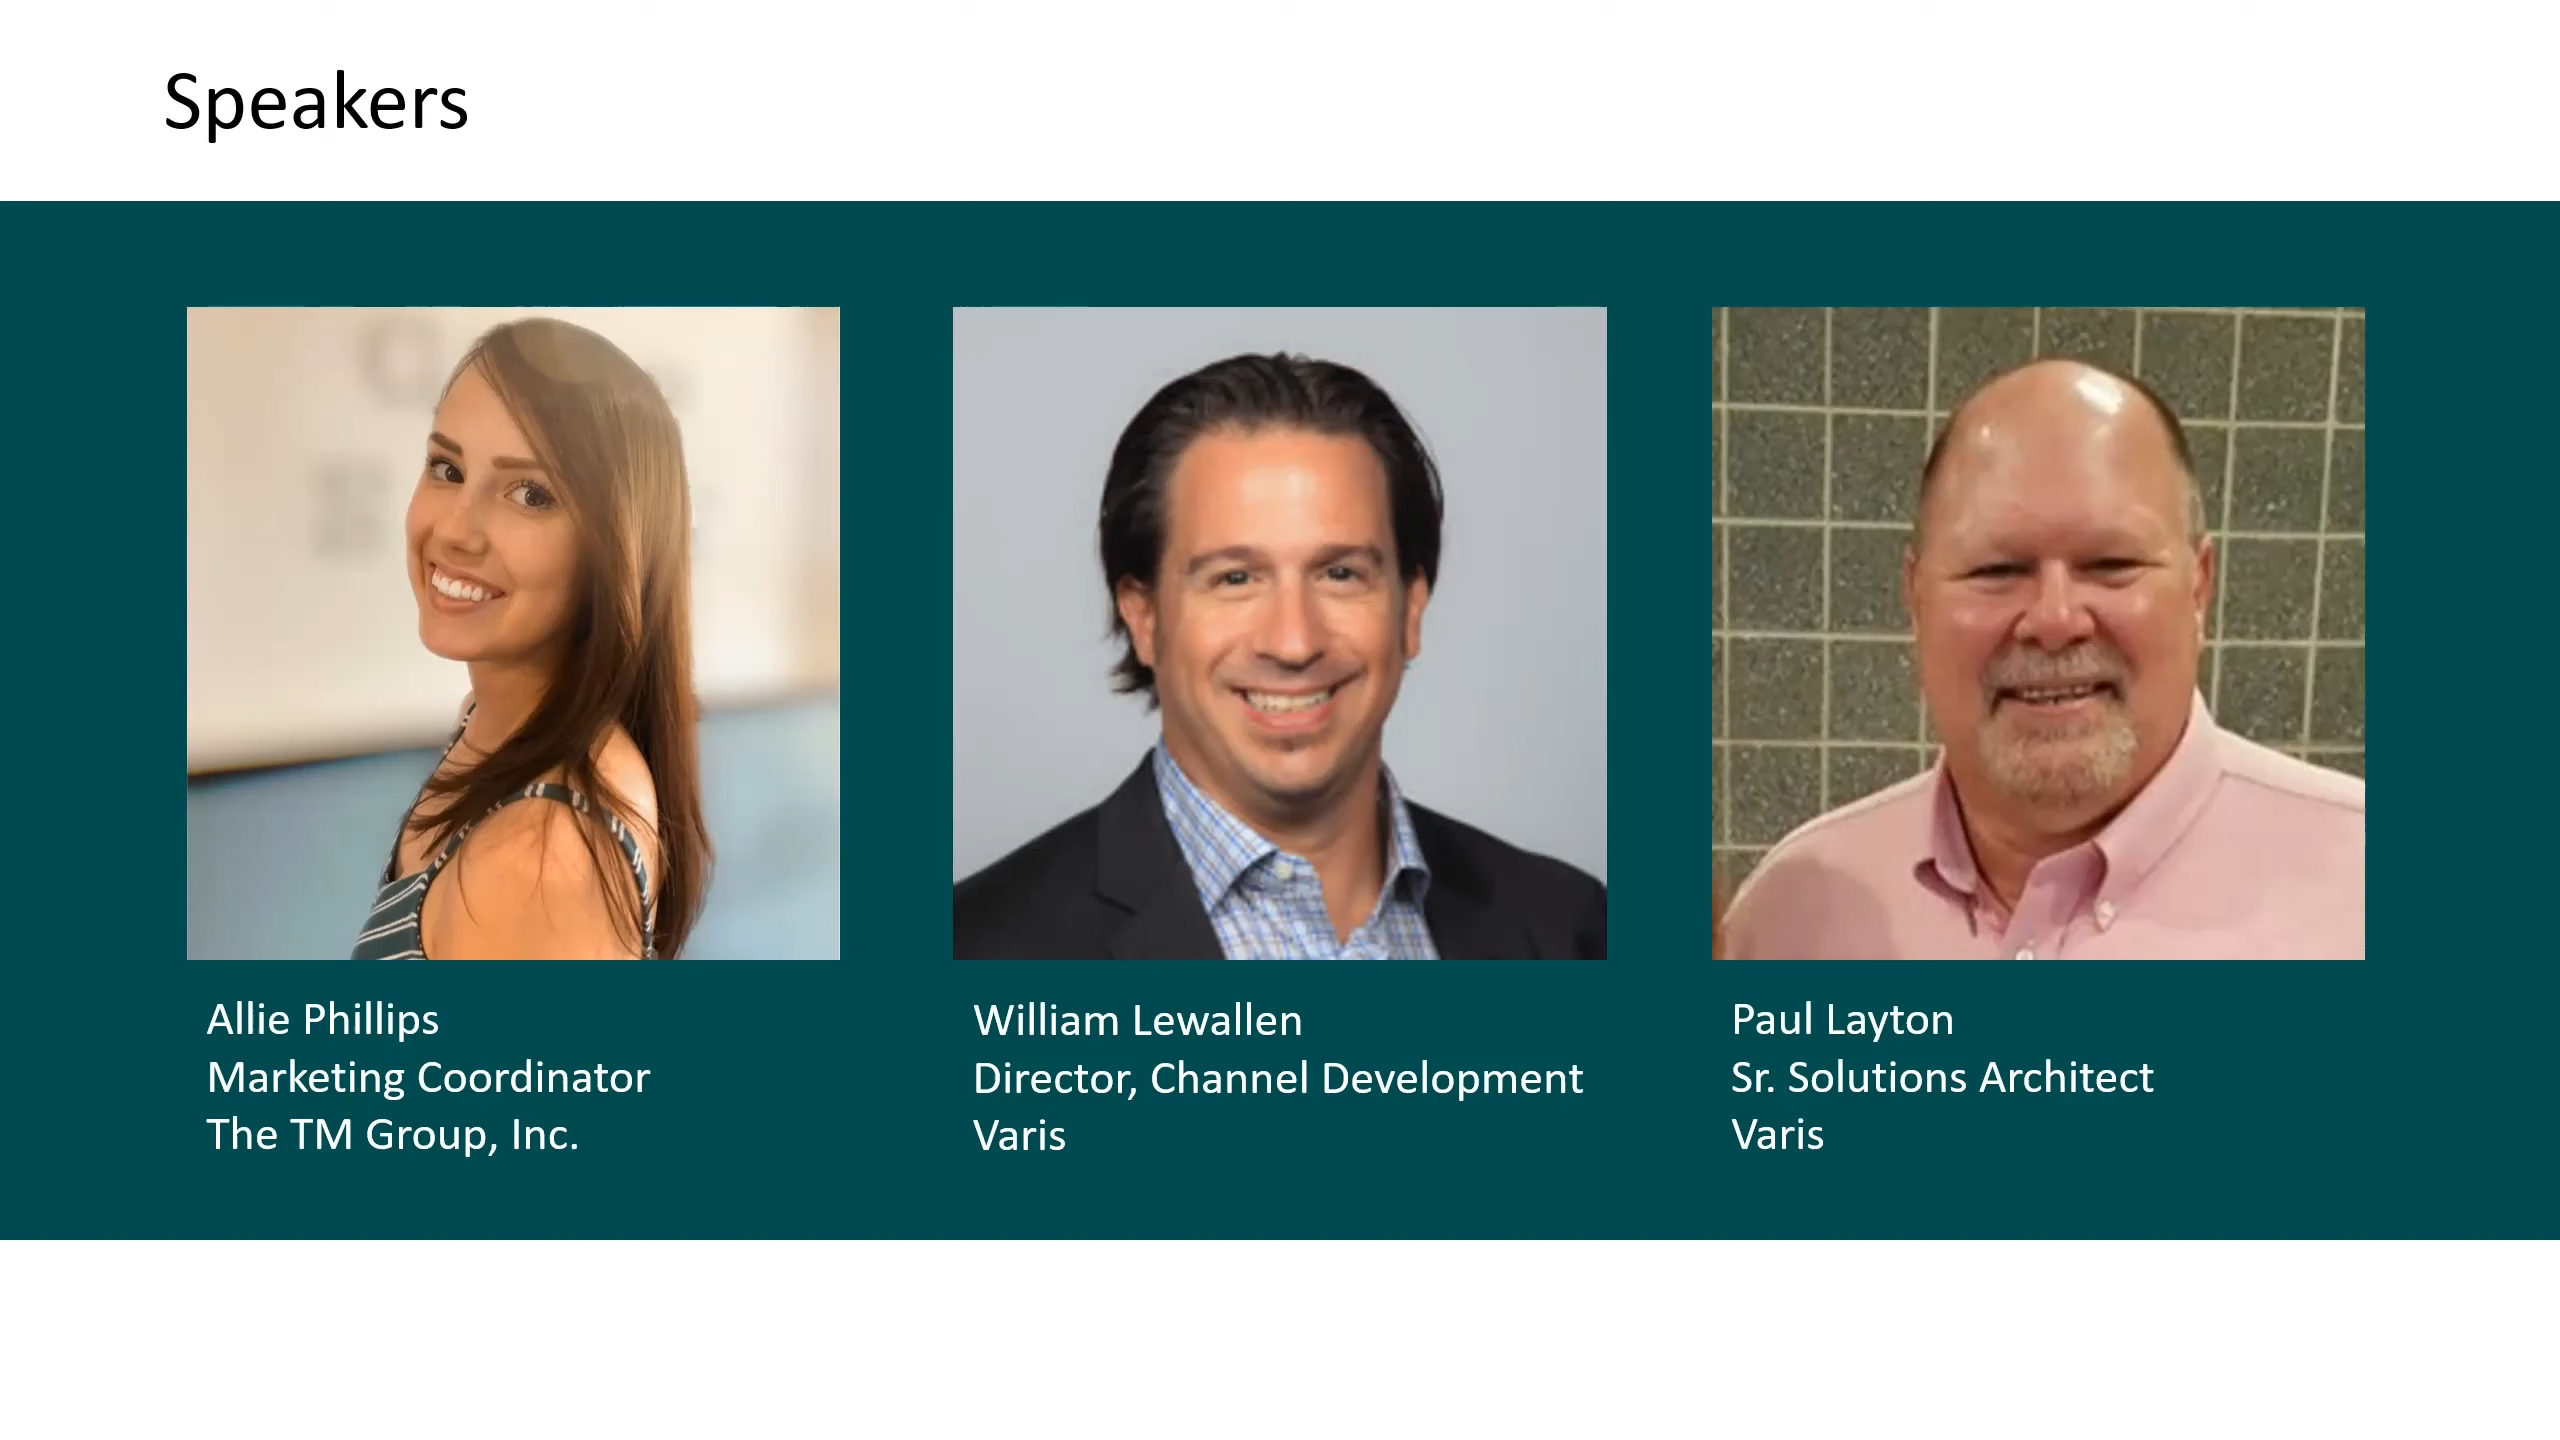 Speakers
Allie Phillips
Marketing Coordinator
The TM Group, Inc.
William Lewallen
Director, Channel Development
Varis
Paul Layton
Sr. Solutions Architect
Varis